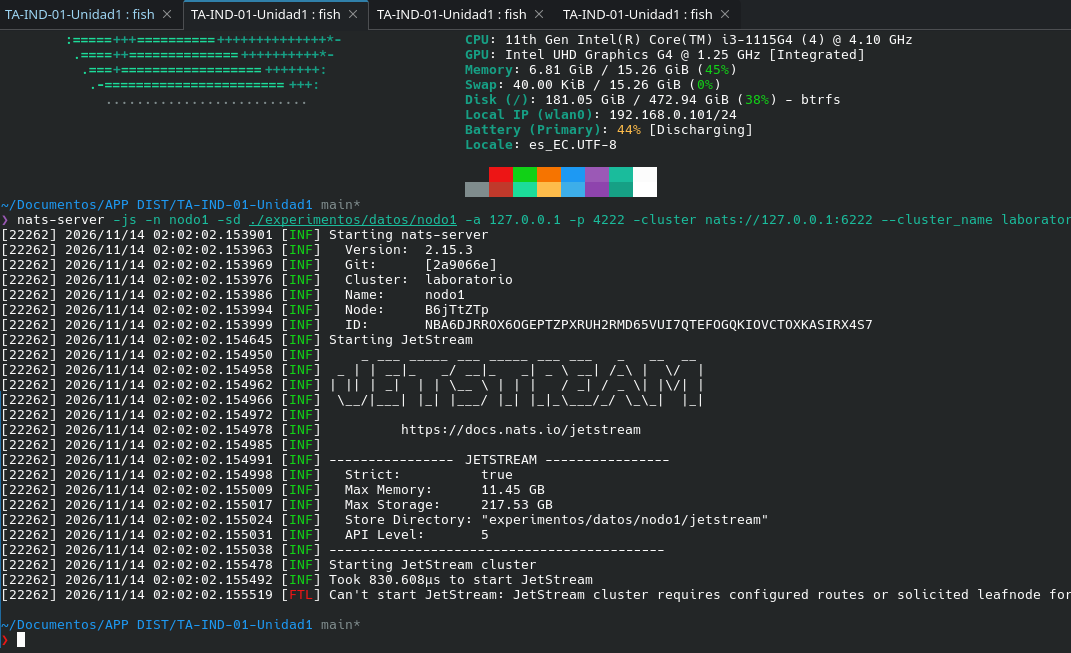 TA-IND-01-Unidad1 : fish × TA-IND-01-Unidad1 : fish × TA-IND-01-Unidad1 : fish × TA-IND-01-Unidad1 : fish ×
:=====+++==========++++++++++++++*- CPU: 11th Gen Intel(R) Core(TM) i3-1115G4 (4) @ 4.10 GHz
.====++==============++++++++++*- GPU: Intel UHD Graphics G4 @ 1.25 GHz [Integrated]
.===+==================+++++++: Memory: 6.81 GiB / 15.26 GiB (45%)
.-======================= +++: Swap: 40.00 KiB / 15.26 GiB (0%)
.......................... Disk (/): 181.05 GiB / 472.94 GiB (38%) - btrfs
Local IP (wlan0): 192.168.0.101/24
Battery (Primary): 44% [Discharging]
Locale: es_EC.UTF-8
~/Documentos/APP DIST/TA-IND-01-Unidad1 main*
❯ nats-server -js -n nodo1 -sd ./experimentos/datos/nodo1 -a 127.0.0.1 -p 4222 -cluster nats://127.0.0.1:6222 --cluster_name laborator
[22262] 2026/11/14 02:02:02.153901 [INF] Starting nats-server
[22262] 2026/11/14 02:02:02.153963 [INF]   Version:  2.15.3
[22262] 2026/11/14 02:02:02.153969 [INF]   Git:      [2a9066e]
[22262] 2026/11/14 02:02:02.153976 [INF]   Cluster:  laboratorio
[22262] 2026/11/14 02:02:02.153986 [INF]   Name:     nodo1
[22262] 2026/11/14 02:02:02.153994 [INF]   Node:     B6jTtZTp
[22262] 2026/11/14 02:02:02.153999 [INF]   ID:       NBA6DJRROX6OGEPTZPXRUH2RMD65VUI7QTEFOGQKIOVCTOXKASIRX4S7
[22262] 2026/11/14 02:02:02.154645 [INF] Starting JetStream
[22262] 2026/11/14 02:02:02.154950 [INF]     _ ___ _____ ___ _____ ___ ___   _   __  __
[22262] 2026/11/14 02:02:02.154958 [INF]  _ | | __|_   _/ __|_   _| _ \ __| /_\ |  \/  |
[22262] 2026/11/14 02:02:02.154962 [INF] | || | _|  | | \__ \ | | |   / _| / _ \| |\/| |
[22262] 2026/11/14 02:02:02.154966 [INF]  \__/|___| |_| |___/ |_| |_|_\___/_/ \_\_|  |_|
[22262] 2026/11/14 02:02:02.154972 [INF]
[22262] 2026/11/14 02:02:02.154978 [INF]          https://docs.nats.io/jetstream
[22262] 2026/11/14 02:02:02.154985 [INF]
[22262] 2026/11/14 02:02:02.154991 [INF] ---------------- JETSTREAM ----------------
[22262] 2026/11/14 02:02:02.154998 [INF]   Strict:          true
[22262] 2026/11/14 02:02:02.155009 [INF]   Max Memory:      11.45 GB
[22262] 2026/11/14 02:02:02.155017 [INF]   Max Storage:     217.53 GB
[22262] 2026/11/14 02:02:02.155024 [INF]   Store Directory: "experimentos/datos/nodo1/jetstream"
[22262] 2026/11/14 02:02:02.155031 [INF]   API Level:       5
[22262] 2026/11/14 02:02:02.155038 [INF] ------------------------------------------
[22262] 2026/11/14 02:02:02.155478 [INF] Starting JetStream cluster
[22262] 2026/11/14 02:02:02.155492 [INF] Took 830.608µs to start JetStream
[22262] 2026/11/14 02:02:02.155519 [FTL] Can't start JetStream: JetStream cluster requires configured routes or solicited leafnode for
~/Documentos/APP DIST/TA-IND-01-Unidad1 main*
❯